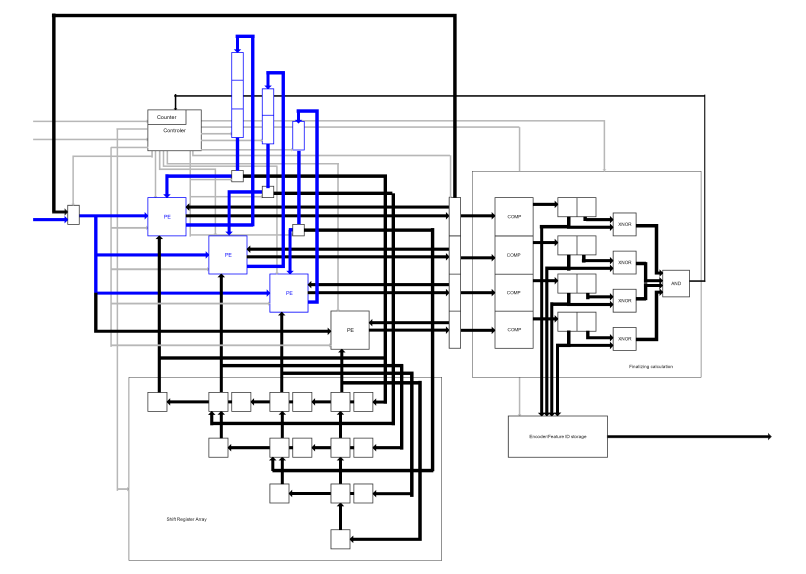 Counter
Controler
PE
PE
PE
PE
COMP
COMP
COMP
COMP
XNOR
XNOR
XNOR
XNOR
AND
Finalizing calculation
Encoder/Feature ID storage
Shift Register Array